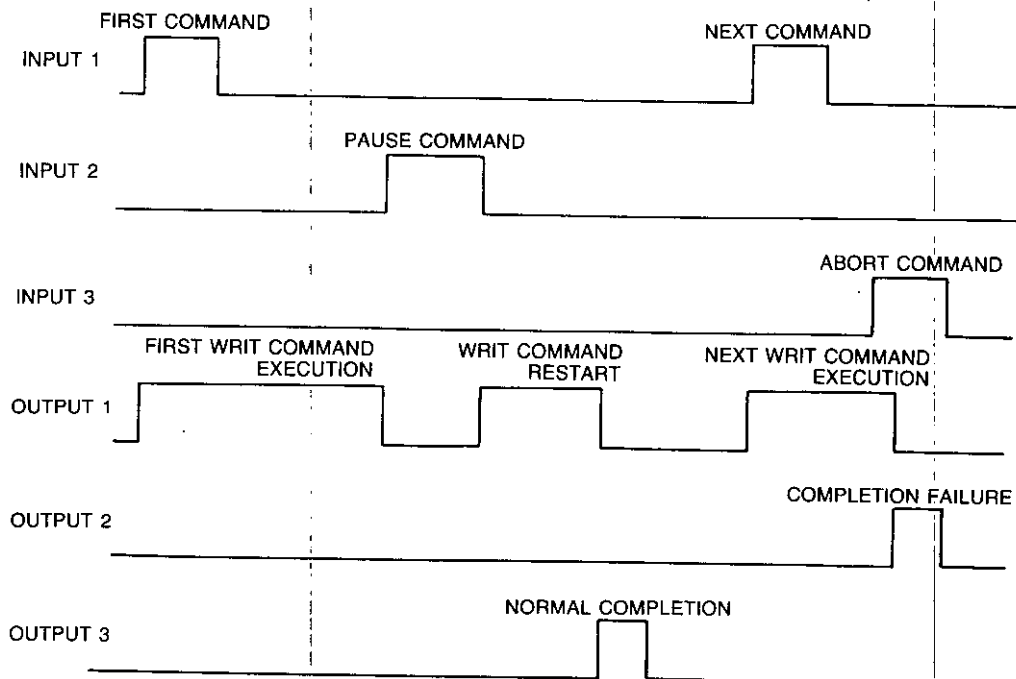 FIRST COMMAND
NEXT COMMAND
INPUT 1
PAUSE COMMAND
INPUT 2
ABORT COMMAND
INPUT 3
FIRST WRIT COMMAND
EXECUTION
WRIT COMMAND
RESTART
NEXT WRIT COMMAND
EXECUTION
OUTPUT 1
COMPLETION FAILURE
OUTPUT 2
NORMAL COMPLETION
OUTPUT 3